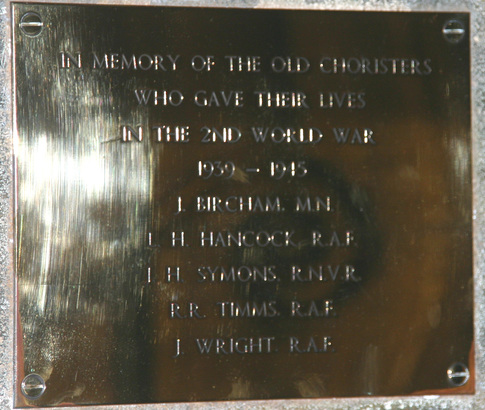 IN MEMORY OF THE OLD CHORISTERS
WHO GAVE THEIR LIVES
IN THE 2ND WORLD WAR
1939 – 1945
J. BIRCHAM. M.N.
H. HANCOCK, R.A.F.
H. SYMONS. R.N.V.R.
R.R. TIMMS. R.A.F.
J. WRIGHT. R.A.F.